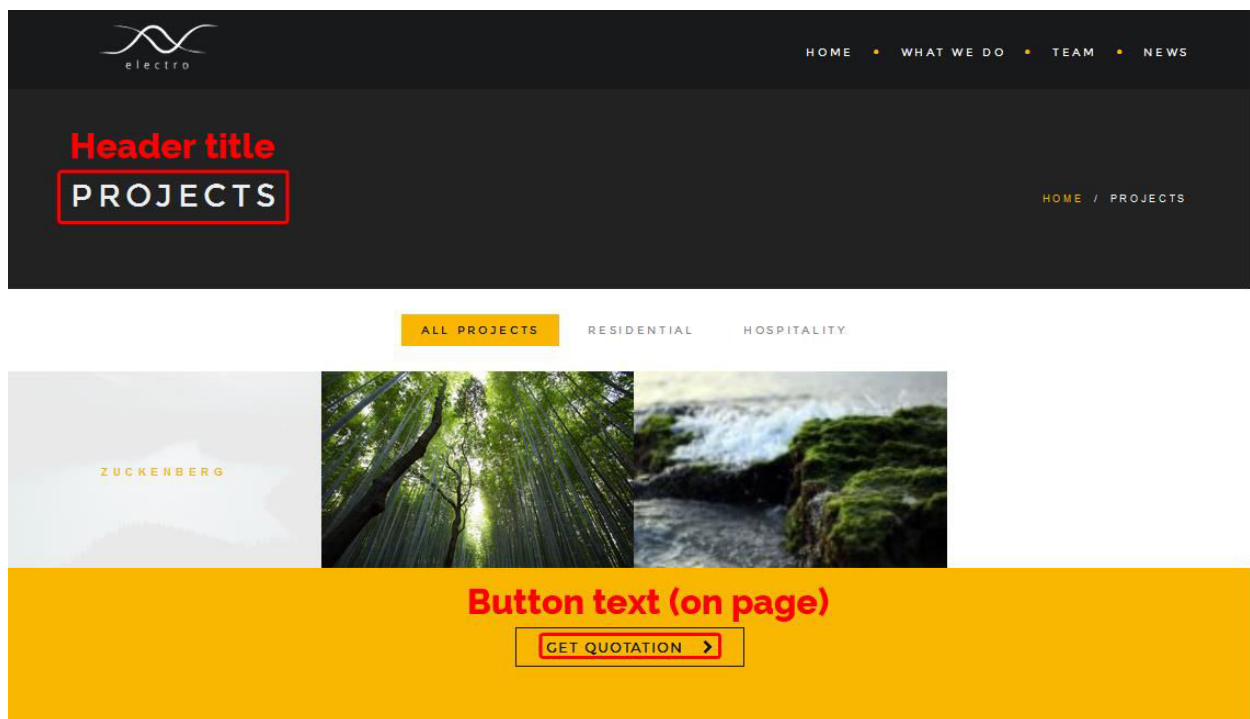 electro
HOME • WHAT WE DO • TEAM • NEWS
Header title
PROJECTS
HOME / PROJECTS
ALL PROJECTS RESIDENTIAL HOSPITALITY
ZUCKENBERG
Button text (on page)
GET QUOTATION